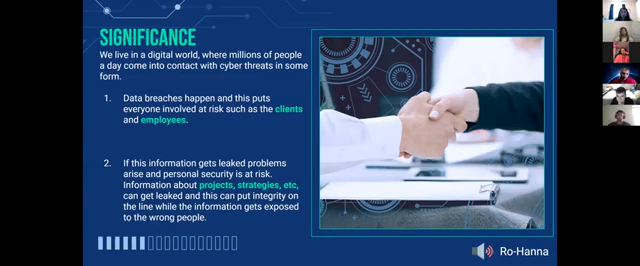 SIGNIFICANCE
We live in a digital world, where millions of people
a day come into contact with cyber threats in some
form.
1. Data breaches happen and this puts
everyone involved at risk such as the clients
and employees.
2. If this information gets leaked problems
arise and personal security is at risk.
Information about projects, strategies, etc,
can get leaked and this can put integrity on
the line while the information gets exposed
to the wrong people.
Ro-Hanna